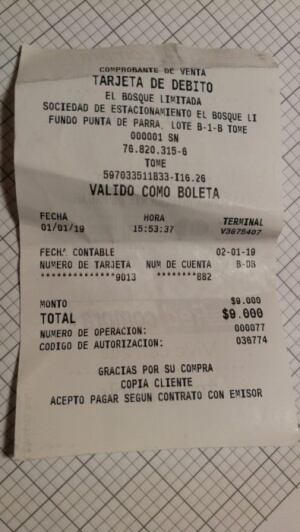 COMPROBANTE DE VENTA
TARJETA DE DEBITO
EL BOSQUE LIMITADA
SOCIEDAD DE ESTACIONAMIENTO EL BOSQUE LI
FUNDO PUNTA DE PARRA, LOTE B-1-B TOME
000001 SN
76.820.315-6
TOME
597033511833-I16.26
VALIDO COMO BOLETA
FECHA HORA TERMINAL
01/01/19 15:53:37 V3875407
FECH. CONTABLE 02-01-19
NUMERO DE TARJETA NUM DE CUENTA B-DB
**************9013 ********882
MONTO $9.000
TOTAL $9.000
NUMERO DE OPERACION: 000077
CODIGO DE AUTORIZACION: 036774
GRACIAS POR SU COMPRA
COPIA CLIENTE
ACEPTO PAGAR SEGUN CONTRATO CON EMISOR